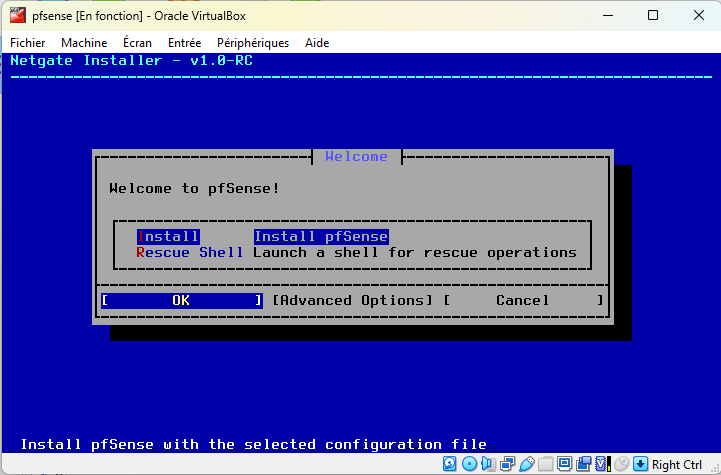 pfsense [En fonction] - Oracle VirtualBox
Fichier Machine Écran Entrée Périphériques Aide
Netgate Installer - v1.0-RC
Welcome
Welcome to pfSense!
Install Install pfSense
Rescue Shell Launch a shell for rescue operations
[ OK ] [Advanced Options] [ Cancel ]
Install pfSense with the selected configuration file
Right Ctrl